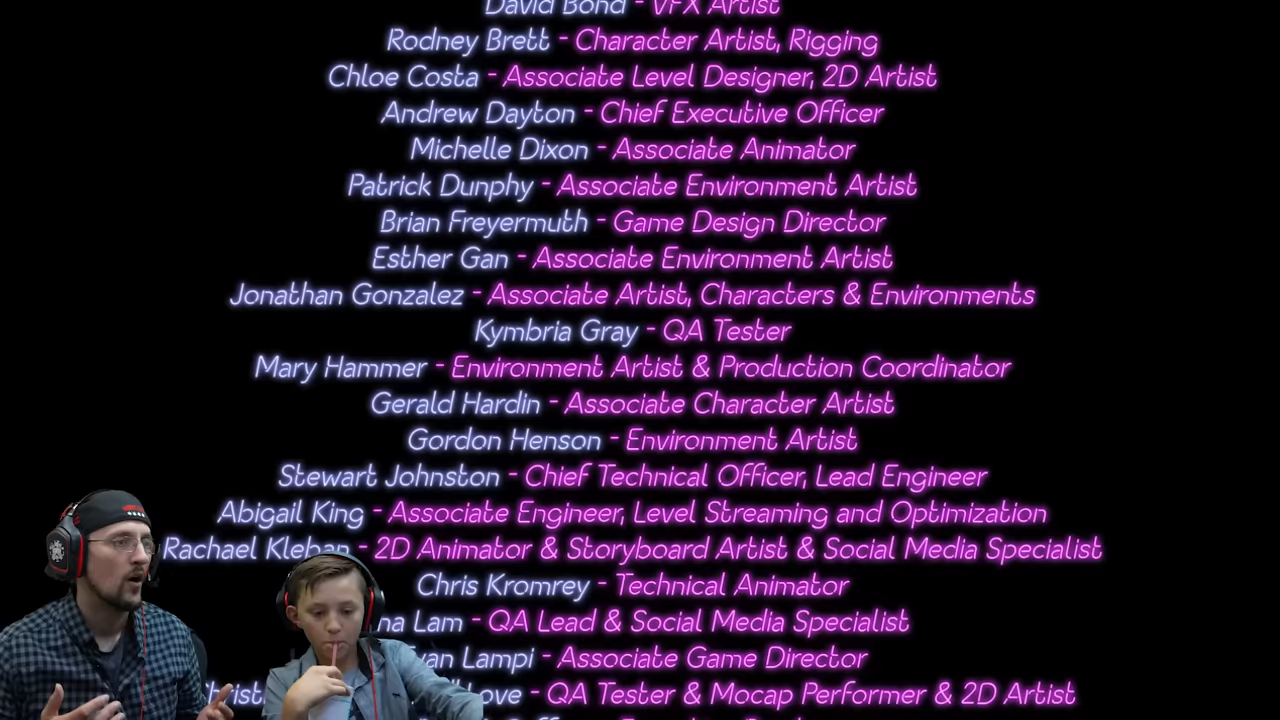 David Bond - VFX Artist
Rodney Brett - Character Artist, Rigging
Chloe Costa - Associate Level Designer, 2D Artist
Andrew Dayton - Chief Executive Officer
Michelle Dixon - Associate Animator
Patrick Dunphy - Associate Environment Artist
Brian Freyermuth - Game Design Director
Esther Gan - Associate Environment Artist
Jonathan Gonzalez - Associate Artist, Characters & Environments
Kymbria Gray - QA Tester
Mary Hammer - Environment Artist & Production Coordinator
Gerald Hardin - Associate Character Artist
Gordon Henson - Environment Artist
Stewart Johnston - Chief Technical Officer, Lead Engineer
Abigail King - Associate Engineer, Level Streaming and Optimization
Rachael Kleban - 2D Animator & Storyboard Artist & Social Media Specialist
Chris Kromrey - Technical Animator
Lam - QA Lead & Social Media Specialist
Lampi - Associate Game Director
Love - QA Tester & Mocap Performer & 2D Artist